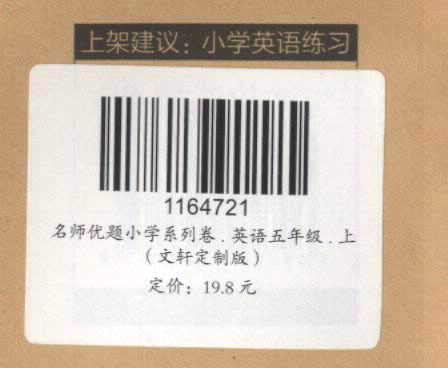 上架建议：小学英语练习
1164721
名师优题小学系列卷.英语五年级.上
（文轩定制版）
定价：19.8元